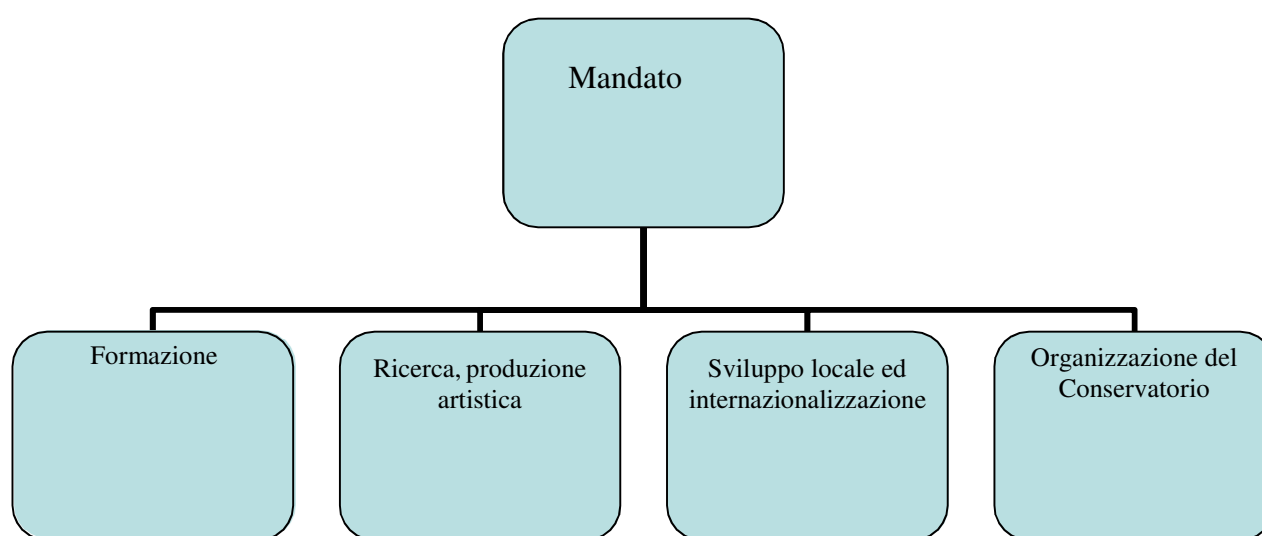 Mandato
Formazione
Ricerca, produzione
artistica
Sviluppo locale ed
internazionalizzazione
Organizzazione del
Conservatorio